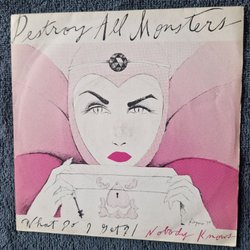 Destroy All Monsters
What Do I Get? / Nobody Knows